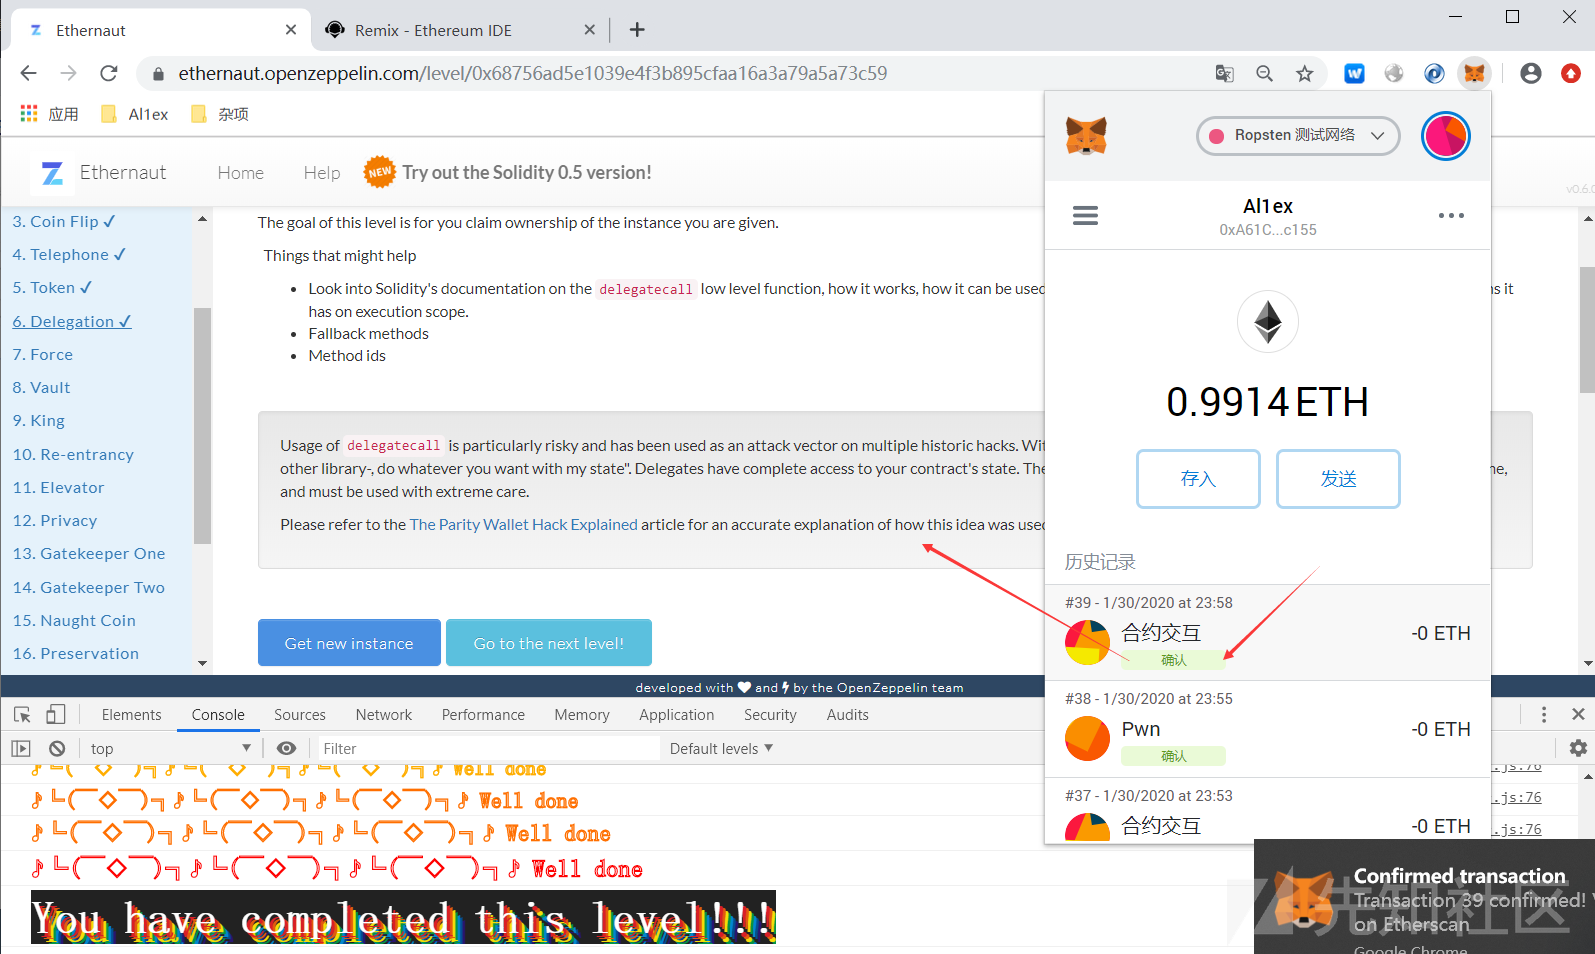 Ethernaut
Remix - Ethereum IDE
ethernaut.openzeppelin.com/level/0x68756ad5e1039e4f3b895cfaa16a3a79a5a73c59
应用
Al1ex
杂项
Ethernaut
Home
Help
NEW
Try out the Solidity 0.5 version!
3. Coin Flip ✓
4. Telephone ✓
5. Token ✓
6. Delegation ✓
7. Force
8. Vault
9. King
10. Re-entrancy
11. Elevator
12. Privacy
13. Gatekeeper One
14. Gatekeeper Two
15. Naught Coin
16. Preservation
The goal of this level is for you claim ownership of the instance you are given.
Things that might help
• Look into Solidity's documentation on the delegatecall low level function, how it works, how it can be used
s it
has on execution scope.
• Fallback methods
• Method ids
Usage of delegatecall is particularly risky and has been used as an attack vector on multiple historic hacks. Wit
other library-, do whatever you want with my state". Delegates have complete access to your contract's state. The
ne,
and must be used with extreme care.
Please refer to the The Parity Wallet Hack Explained article for an accurate explanation of how this idea was used
Get new instance
Go to the next level!
developed with ♥ and by the OpenZeppelin team
Ropsten 测试网络
Al1ex
0xA61C...c155
0.9914 ETH
存入
发送
历史记录
#39 - 1/30/2020 at 23:58
合约交互
-0 ETH
确认
#38 - 1/30/2020 at 23:55
Pwn
-0 ETH
确认
#37 - 1/30/2020 at 23:53
合约交互
-0 ETH
Elements
Console
Sources
Network
Performance
Memory
Application
Security
Audits
top
Filter
Default levels ▼
Well done
.js:76
♪└(￣◇￣)┐♪└(￣◇￣)┐♪└(￣◇￣)┐♪ Well done
.js:76
♪└(￣◇￣)┐♪└(￣◇￣)┐♪└(￣◇￣)┐♪ Well done
.js:76
♪└(￣◇￣)┐♪└(￣◇￣)┐♪└(￣◇￣)┐♪ Well done
You have completed this level!!!
Confirmed transaction
Transaction 39 confirmed!
on Etherscan
Google Chrome
先知社区